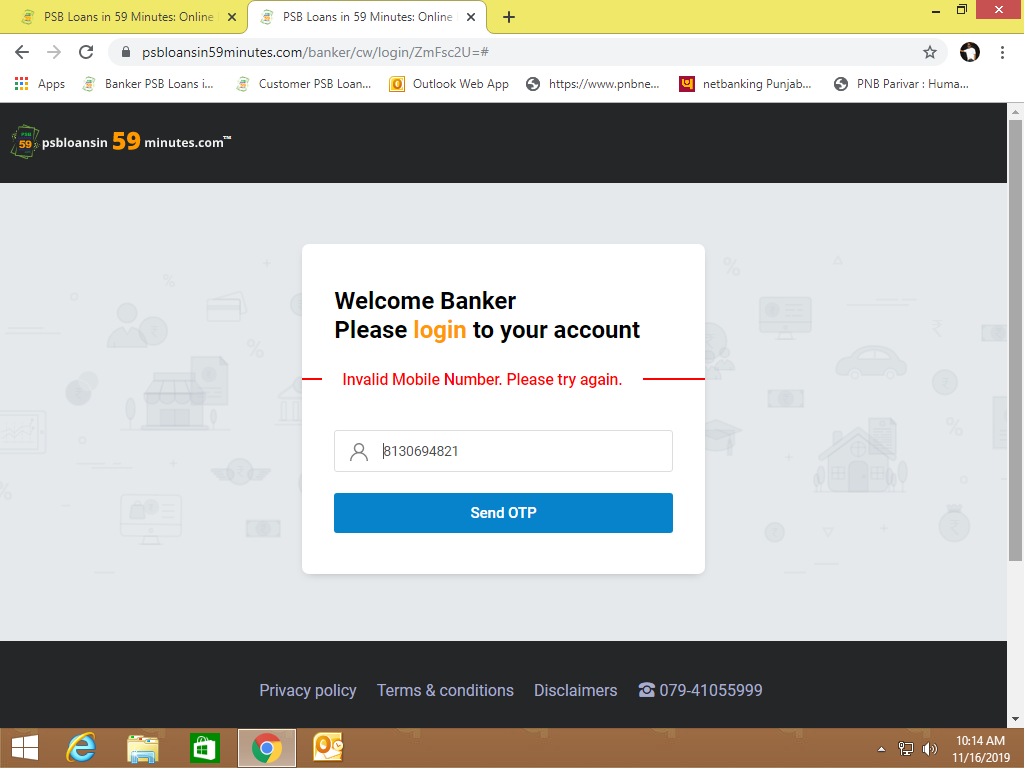 PSB Loans in 59 Minutes: Online
PSB Loans in 59 Minutes: Online
psbloansin59minutes.com/banker/cw/login/ZmFsc2U=#
Apps
Banker PSB Loans i...
Customer PSB Loan...
Outlook Web App
https://www.pnbne...
netbanking Punjab...
PNB Parivar : Huma...
psbloansin 59 minutes.com™
Welcome Banker
Please login to your account
Invalid Mobile Number. Please try again.
8130694821
Send OTP
Privacy policy
Terms & conditions
Disclaimers
079-41055999
10:14 AM
11/16/2019